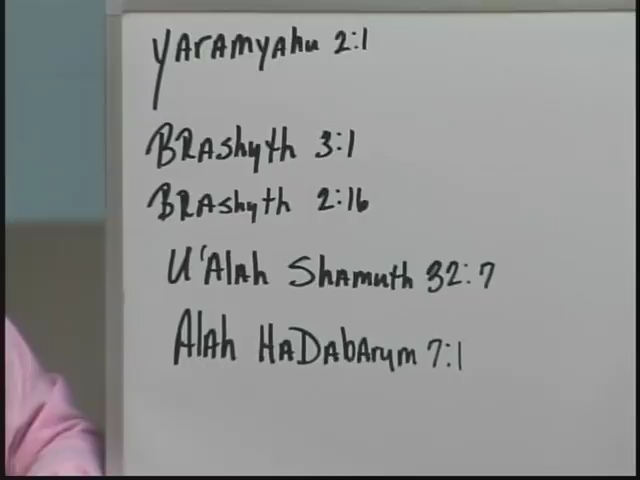 Yaramyahu 2:1
BRAshyth 3:1
BRAshyth 2:16
U'Alah Shamuth 32:7
Alah HaDabarym 7:1